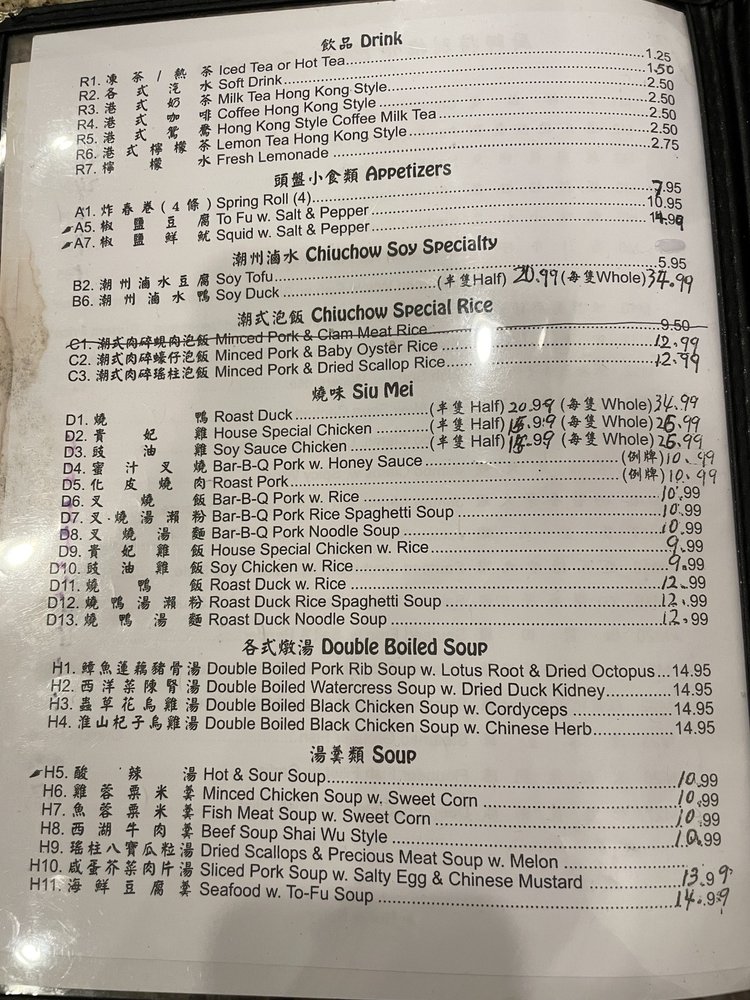 飲品 Drink
R1. 凍茶/熱茶 Iced Tea or Hot Tea...1.25
R2. 各式汽水 Soft Drink...1.50
R3. 港式奶茶 Milk Tea Hong Kong Style...2.50
R4. 港式咖啡 Coffee Hong Kong Style...2.50
R5. 港式鴛鴦 Hong Kong Style Coffee Milk Tea...2.50
R6. 港式檸檬茶 Lemon Tea Hong Kong Style...2.50
R7. 檸檬水 Fresh Lemonade...2.75
頭盤小食類 Appetizers
A1. 炸春卷(4條) Spring Roll (4)...7.95
A5. 椒鹽豆腐 To Fu w. Salt & Pepper...10.95
A7. 椒鹽鮮魷 Squid w. Salt & Pepper...14.99
潮州滷水 Chiuchow Soy Specialty
B2. 潮州滷水豆腐 Soy Tofu...5.95
B6. 潮州滷水鴨 Soy Duck...(半隻Half) 20.99 (每隻Whole) 34.99
潮式泡飯 Chiuchow Special Rice
C1. 潮式肉碎蜆肉泡飯 Minced Pork & Clam Meat Rice...9.50
C2. 潮式肉碎蠔仔泡飯 Minced Pork & Baby Oyster Rice...12.99
C3. 潮式肉碎瑤柱泡飯 Minced Pork & Dried Scallop Rice...12.99
燒味 Siu Mei
D1. 燒鴨 Roast Duck...(半隻 Half) 20.99 (每隻 Whole) 34.99
D2. 貴妃雞 House Special Chicken...(半隻 Half) 15.99 (每隻 Whole) 26.99
D3. 豉油雞 Soy Sauce Chicken...(半隻 Half) 15.99 (每隻 Whole) 26.99
D4. 蜜汁叉燒 Bar-B-Q Pork w. Honey Sauce...(例牌) 10.99
D5. 化皮燒肉 Roast Pork...(例牌) 10.99
D6. 叉燒飯 Bar-B-Q Pork w. Rice...10.99
D7. 叉燒湯瀨粉 Bar-B-Q Pork Rice Spaghetti Soup...10.99
D8. 叉燒湯麵 Bar-B-Q Pork Noodle Soup...10.99
D9. 貴妃雞飯 House Special Chicken w. Rice...9.99
D10. 豉油雞飯 Soy Chicken w. Rice...9.99
D11. 燒鴨飯 Roast Duck w. Rice...12.99
D12. 燒鴨湯瀨粉 Roast Duck Rice Spaghetti Soup...12.99
D13. 燒鴨湯麵 Roast Duck Noodle Soup...12.99
各式燉湯 Double Boiled Soup
H1. 鱆魚蓮藕豬骨湯 Double Boiled Pork Rib Soup w. Lotus Root & Dried Octopus...14.95
H2. 西洋菜陳腎湯 Double Boiled Watercress Soup w. Dried Duck Kidney...14.95
H3. 蟲草花烏雞湯 Double Boiled Black Chicken Soup w. Cordyceps...14.95
H4. 淮山杞子烏雞湯 Double Boiled Black Chicken Soup w. Chinese Herb...14.95
湯羹類 Soup
H5. 酸辣湯 Hot & Sour Soup...10.99
H6. 雞蓉粟米羹 Minced Chicken Soup w. Sweet Corn...10.99
H7. 魚蓉粟米羹 Fish Meat Soup w. Sweet Corn...10.99
H8. 西湖牛肉羹 Beef Soup Shai Wu Style...10.99
H9. 瑤柱八寶瓜粒湯 Dried Scallops & Precious Meat Soup w. Melon...
H10. 咸蛋芥菜肉片湯 Sliced Pork Soup w. Salty Egg & Chinese Mustard...13.99
H11. 海鮮豆腐羹 Seafood w. To-Fu Soup...14.99